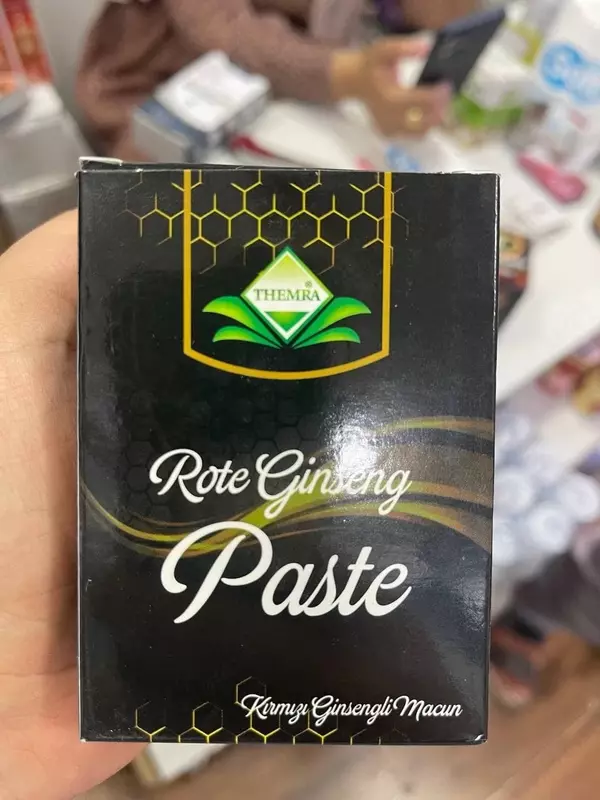 THEMRA®
Rote Ginseng
Paste
Kırmızı Ginsengli Macun